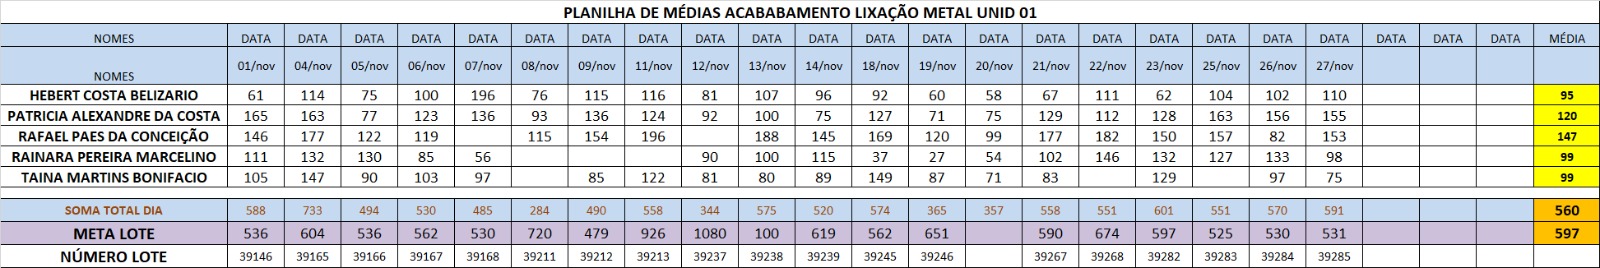 PLANILHA DE MÉDIAS ACABABAMENTO LIXAÇÃO METAL UNID 01
NOMES DATA DATA DATA DATA DATA DATA DATA DATA DATA DATA DATA DATA DATA DATA DATA DATA DATA DATA DATA DATA DATA DATA DATA MÉDIA
NOMES 01/nov 04/nov 05/nov 06/nov 07/nov 08/nov 09/nov 11/nov 12/nov 13/nov 14/nov 18/nov 19/nov 20/nov 21/nov 22/nov 23/nov 25/nov 26/nov 27/nov
HEBERT COSTA BELIZARIO 61 114 75 100 196 76 115 116 81 107 96 92 60 58 67 111 62 104 102 110 95
PATRICIA ALEXANDRE DA COSTA 165 163 77 123 136 93 136 124 92 100 75 127 71 75 129 112 128 163 156 155 120
RAFAEL PAES DA CONCEIÇÃO 146 177 122 119 115 154 196 188 145 169 120 99 177 182 150 157 82 153 147
RAINARA PEREIRA MARCELINO 111 132 130 85 56 90 100 115 37 27 54 102 146 132 127 133 98 99
TAINA MARTINS BONIFACIO 105 147 90 103 97 85 122 81 80 89 149 87 71 83 129 97 75 99
SOMA TOTAL DIA 588 733 494 530 485 284 490 558 344 575 520 574 365 357 558 551 601 551 570 591 560
META LOTE 536 604 536 562 530 720 479 926 1080 100 619 562 651 590 674 597 525 530 531 597
NÚMERO LOTE 39146 39165 39166 39167 39168 39211 39212 39213 39237 39238 39239 39245 39246 39267 39268 39282 39283 39284 39285